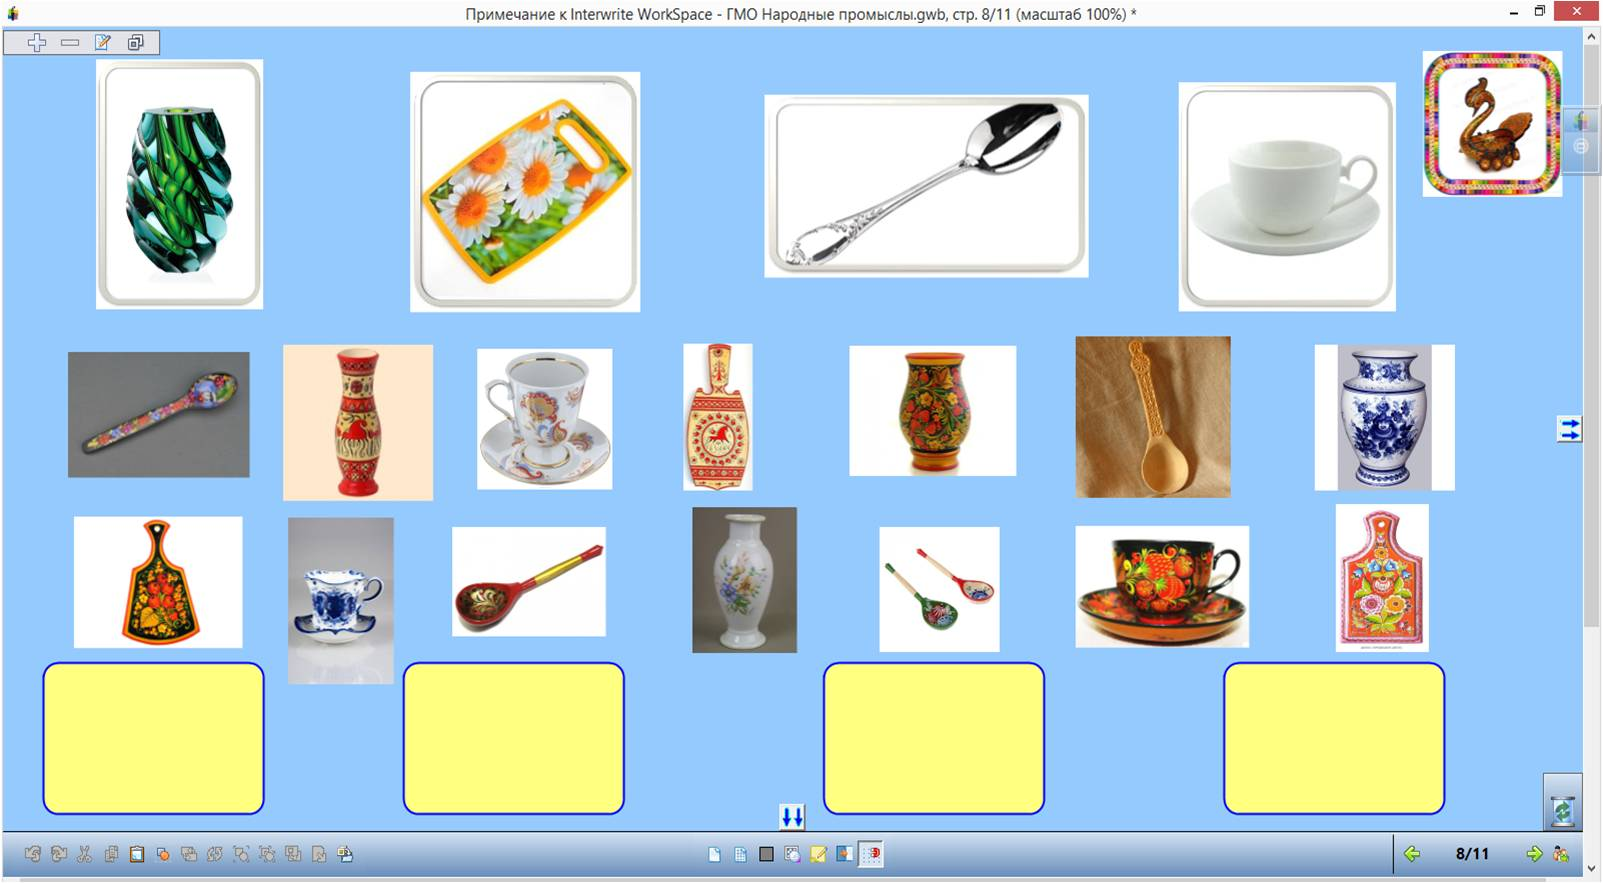 Примечание к Interwrite WorkSpace - ГМО Народные промыслы.gwb, стр. 8/11 (масштаб 100%) *
8/11